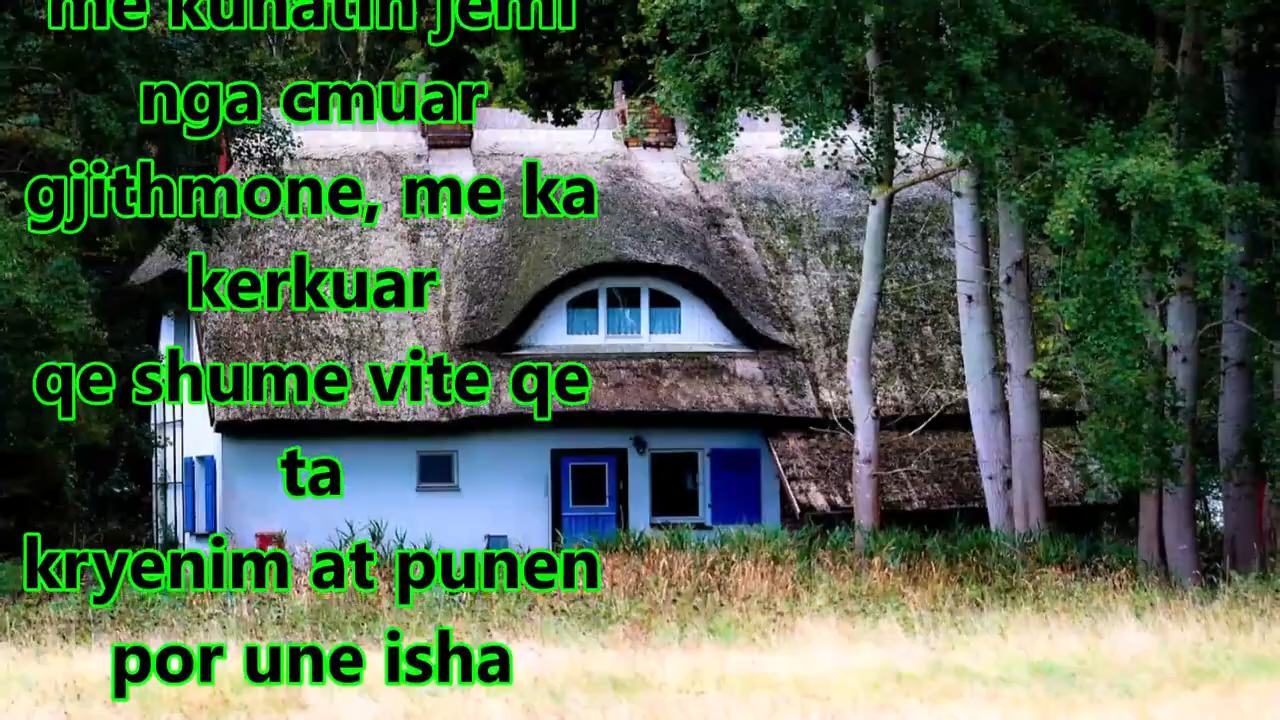 me kunatin jemi
nga cmuar
gjithmone, me ka
kerkuar
qe shume vite qe
ta
kryenim at punen
por une isha